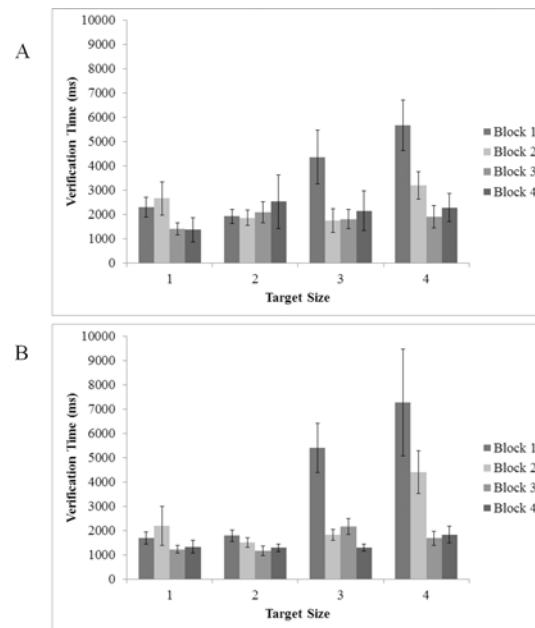 A
10000
9000
8000
7000
6000
5000
4000
3000
2000
1000
0
Verification Time (ms)
1 2 3 4
Target Size
Block 1
Block 2
Block 3
Block 4
B
10000
9000
8000
7000
6000
5000
4000
3000
2000
1000
0
Verification Time (ms)
1 2 3 4
Target Size
Block 1
Block 2
Block 3
Block 4